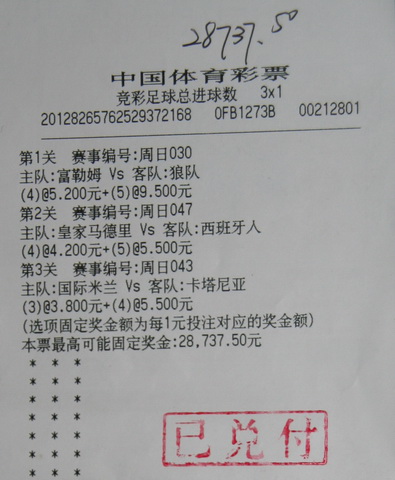 28737.50
中国体育彩票
竞彩足球总进球数 3x1
20128265762529372168 0FB1273B 00212801
第1关 赛事编号:周日030
主队:富勒姆 Vs 客队:狼队
(4)@5.200元+(5)@9.500元
第2关 赛事编号:周日047
主队:皇家马德里 Vs 客队:西班牙人
(4)@4.200元+(5)@5.500元
第3关 赛事编号:周日043
主队:国际米兰 Vs 客队:卡塔尼亚
(3)@3.800元+(4)@5.500元
(选项固定奖金额为每1元投注对应的奖金额)
本票最高可能固定奖金:28,737.50元
* * *
* * *
* * *
* * *
* * *
* * *
* * *
已兑付